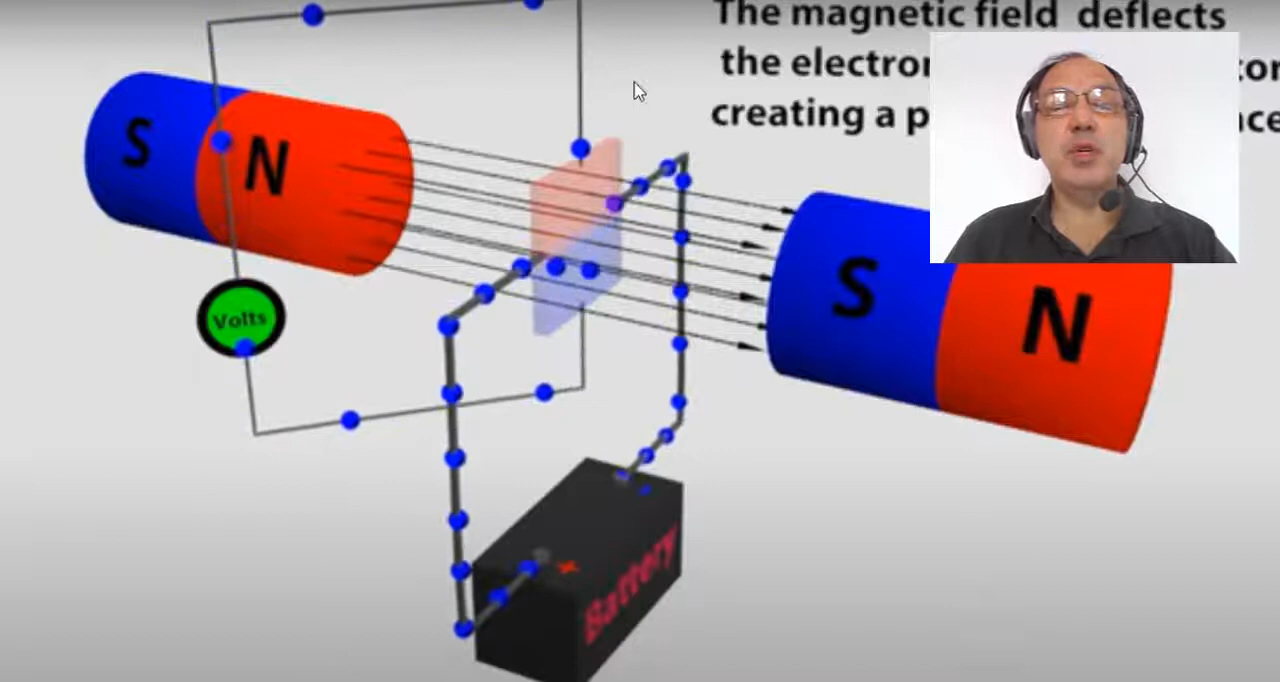 The magnetic field deflects
the electron
creating a p
S
N
S
N
Volts
Battery